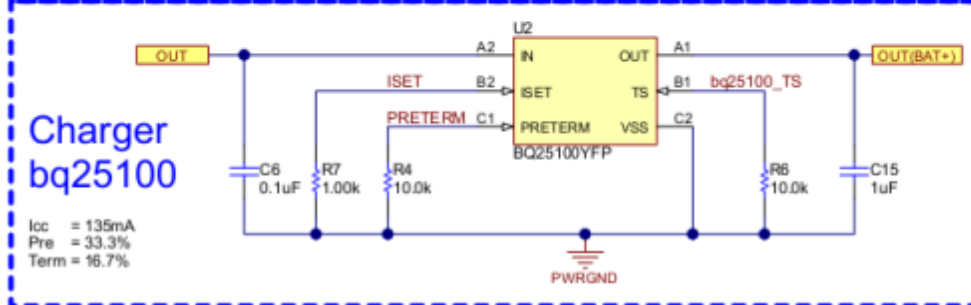 U2
OUT
A2
IN
OUT
A1
OUT(BAT+)
ISET
B2
ISET
TS
B1
bq25100_TS
PRETERM
C1
PRETERM
VSS
C2
BQ25100YFP
Charger
bq25100
C6
0.1uF
R7
1.00k
R4
10.0k
R6
10.0k
C15
1uF
Icc = 135mA
Pre = 33.3%
Term = 16.7%
PWRGND